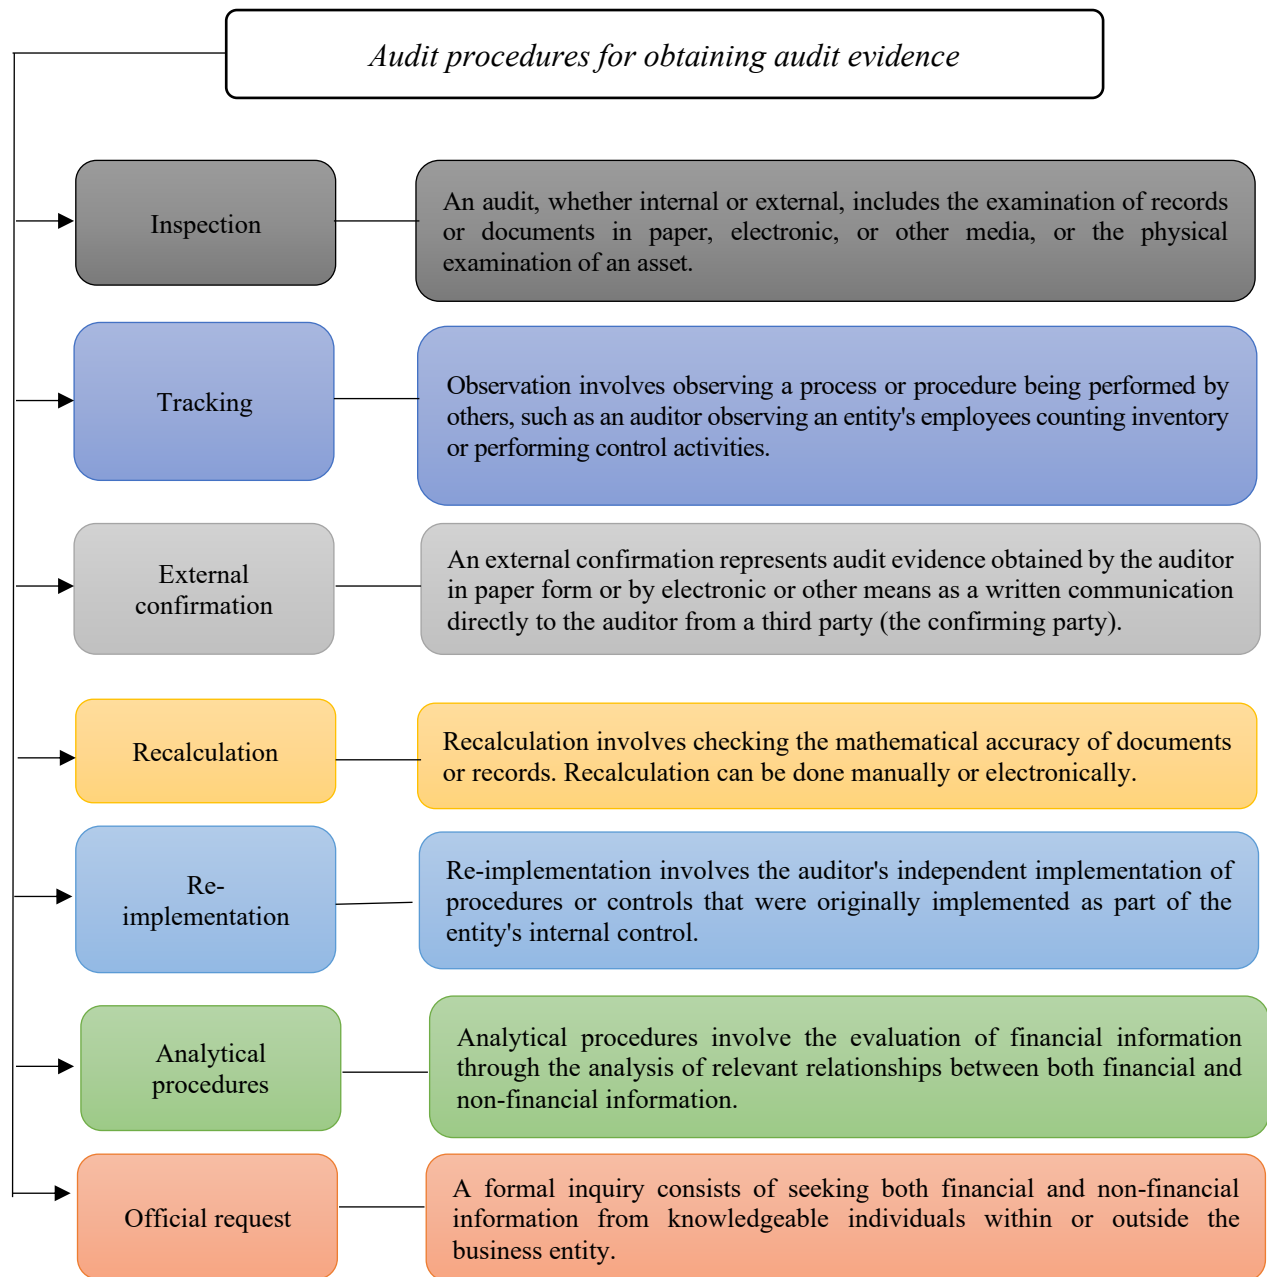 Audit procedures for obtaining audit evidence
Inspection
An audit, whether internal or external, includes the examination of records
or documents in paper, electronic, or other media, or the physical
examination of an asset.
Tracking
Observation involves observing a process or procedure being performed by
others, such as an auditor observing an entity's employees counting inventory
or performing control activities.
External
confirmation
An external confirmation represents audit evidence obtained by the auditor
in paper form or by electronic or other means as a written communication
directly to the auditor from a third party (the confirming party).
Recalculation
Recalculation involves checking the mathematical accuracy of documents
or records. Recalculation can be done manually or electronically.
Re-
implementation
Re-implementation involves the auditor's independent implementation of
procedures or controls that were originally implemented as part of the
entity's internal control.
Analytical
procedures
Analytical procedures involve the evaluation of financial information
through the analysis of relevant relationships between both financial and
non-financial information.
Official request
A formal inquiry consists of seeking both financial and non-financial
information from knowledgeable individuals within or outside the
business entity.